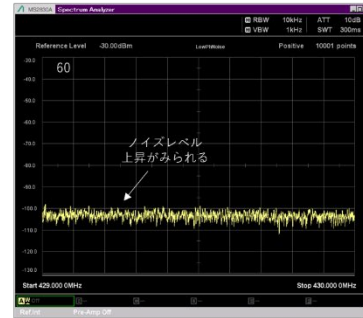 MS2830A Spectrum Analyzer
RBW 10kHz ATT 10dB
VBW 1kHz SWT 300ms
Reference Level -30.00dBm Positive 10001 points
60
-30.0
-40.0
-50.0
-60.0
-70.0
-80.0
-90.0
-100.0
-110.0
-120.0
-130.0
ノイズレベル
上昇がみられる
Start 429.000 0MHz Stop 430.000 0MHz
Ref.Int Pre-Amp Off